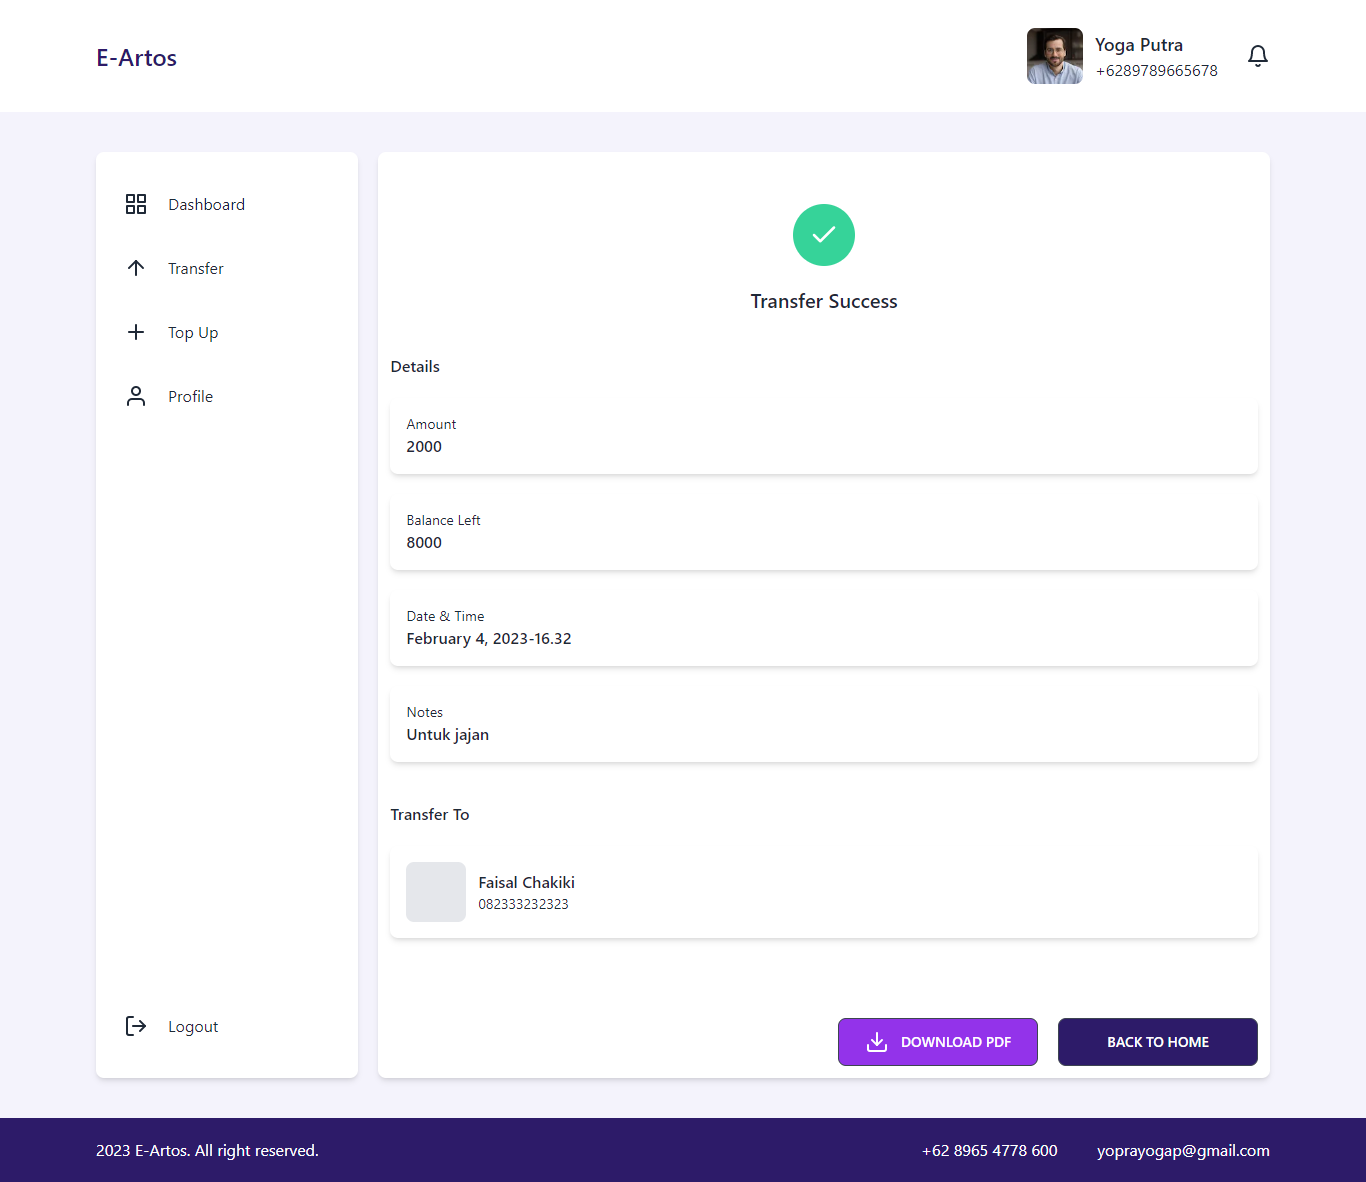 E-Artos
Yoga Putra
+6289789665678
Dashboard
Transfer
Top Up
Profile
Logout
Transfer Success
Details
Amount
2000
Balance Left
8000
Date & Time
February 4, 2023-16.32
Notes
Untuk jajan
Transfer To
Faisal Chakiki
082333232323
DOWNLOAD PDF
BACK TO HOME
2023 E-Artos. All right reserved.
+62 8965 4778 600
yoprayogap@gmail.com